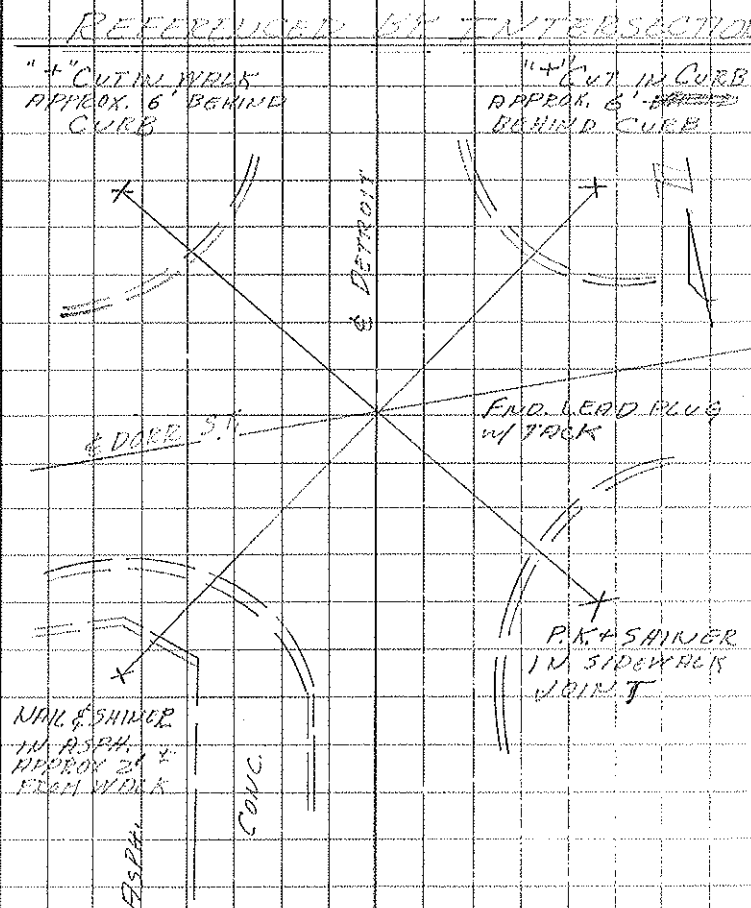 REFERENCED BY INTERSECTION
"+" CUT IN WALK
APPROX. 6' BEHIND
CURB
"+" CUT IN CURB
APPROX. 6'
BEHIND CURB
N
℄ DETROIT
℄ DORR ST.
FND. LEAD PLUG
W/ TACK
P.K + SHINER
IN SIDEWALK
JOINT
NAIL & SHINER
IN ASPH.
APPROX 2' ±
FROM WALK
CONC.
ASPH.